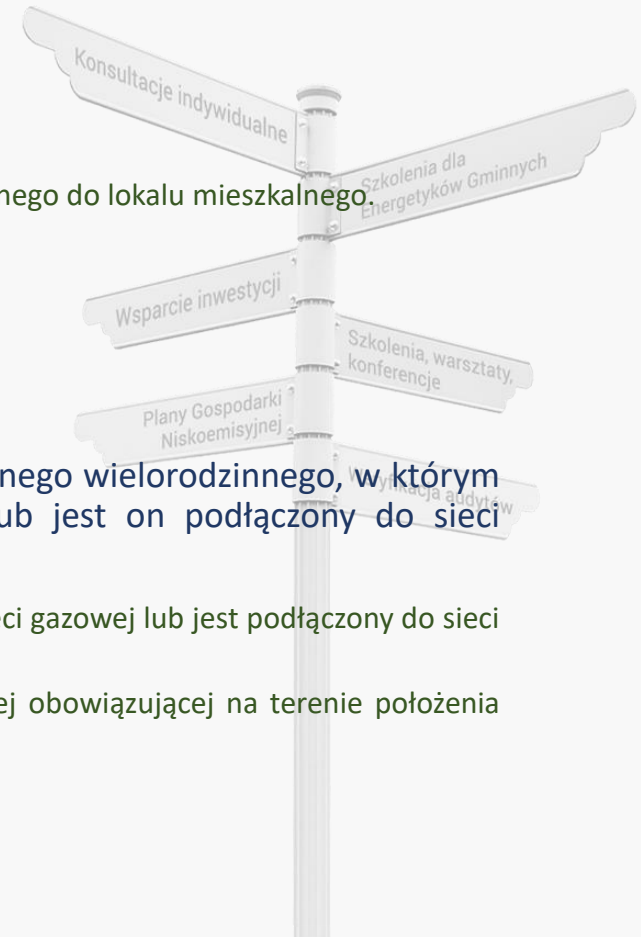 Konsultacje indywidualne
Szkolenia dla
Energetyków Gminnych
nego do lokalu mieszkalnego.
Wsparcie inwestycji
Szkolenia, warsztaty,
konferencje
Plany Gospodarki
Niskoemisyjnej
nego wielorodzinnego, w którym
Weryfikacja audytów
ub jest on podłączony do sieci
ci gazowej lub jest podłączony do sieci
ej obowiązującej na terenie położenia